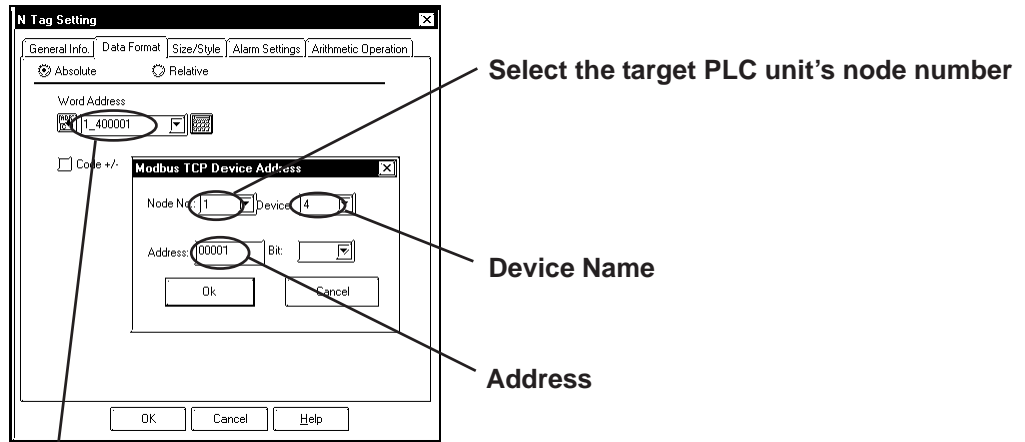 N Tag Setting
General Info. Data Format Size/Style Alarm Settings Arithmetic Operation
Absolute Relative
Select the target PLC unit's node number
Word Address
1_400001
Code +/-
Modbus TCP Device Address
Node No.: 1 Device 4
Address: 00001 Bit:
Device Name
Ok Cancel
Address
OK Cancel Help